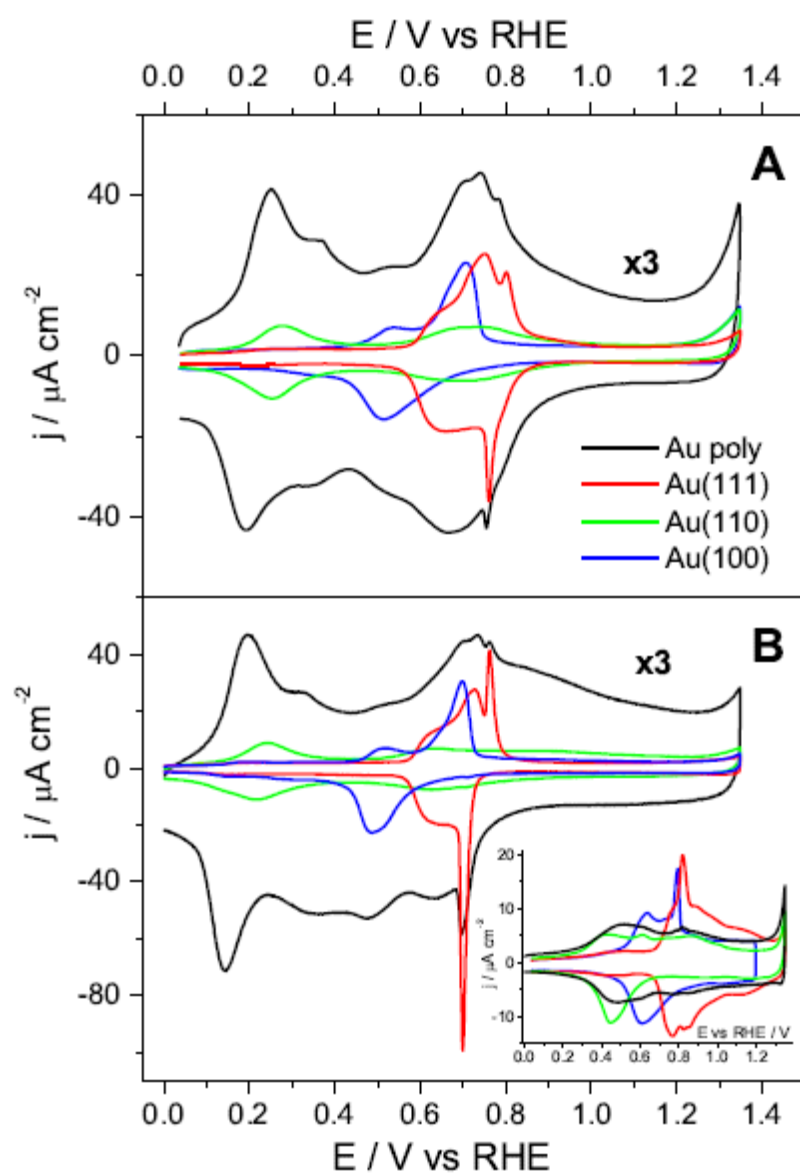 E / V vs RHE
0.0 0.2 0.4 0.6 0.8 1.0 1.2 1.4
A
40
x3
0
j / μA cm-2
Au poly
Au(111)
-40
Au(110)
Au(100)
B
40
x3
0
j / μA cm-2
-40
20
10
j / μA cm-2
0
-80
-10
E vs RHE / V
0.0 0.2 0.4 0.6 0.8 1.0 1.2
0.0 0.2 0.4 0.6 0.8 1.0 1.2 1.4
E / V vs RHE